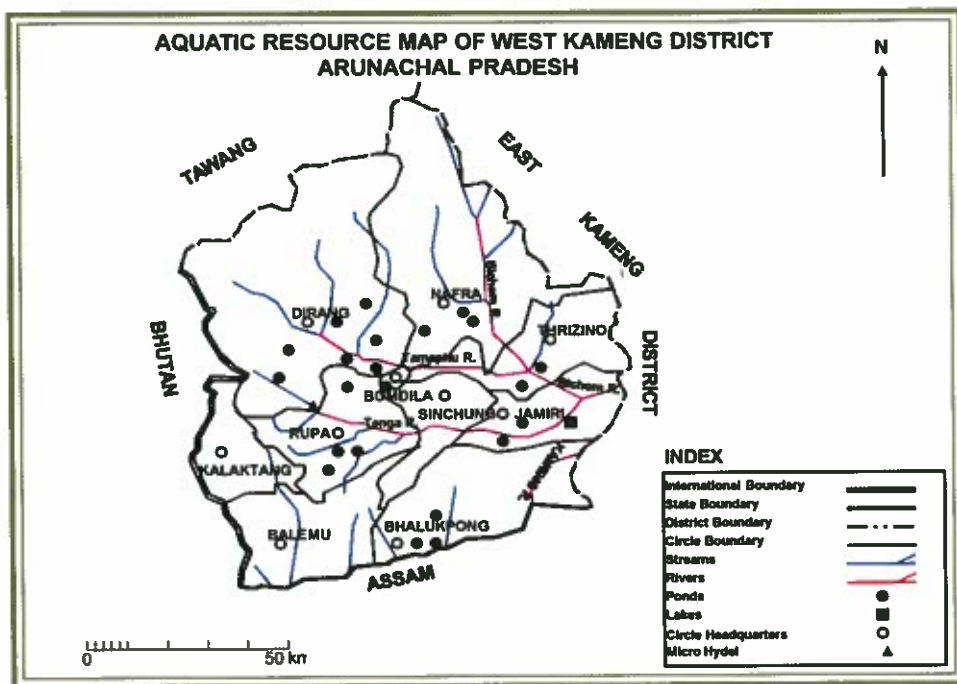 AQUATIC RESOURCE MAP OF WEST KAMENG DISTRICT
ARUNACHAL PRADESH
N
TAWANG
EAST
KAMENG
DISTRICT
BHUTAN
NAFRA
DIRANG
THRIZINO
BOMDILA
SINCHUNG
JAMIRI
Tenga R.
RUPA
KALAKTANG
BALEMU
BHALUKPONG
ASSAM
INDEX
International Boundary
State Boundary
District Boundary
Circle Boundary
Streams
Rivers
Ponds
Lakes
Circle Headquarters
Micro Hydel
0 50 km